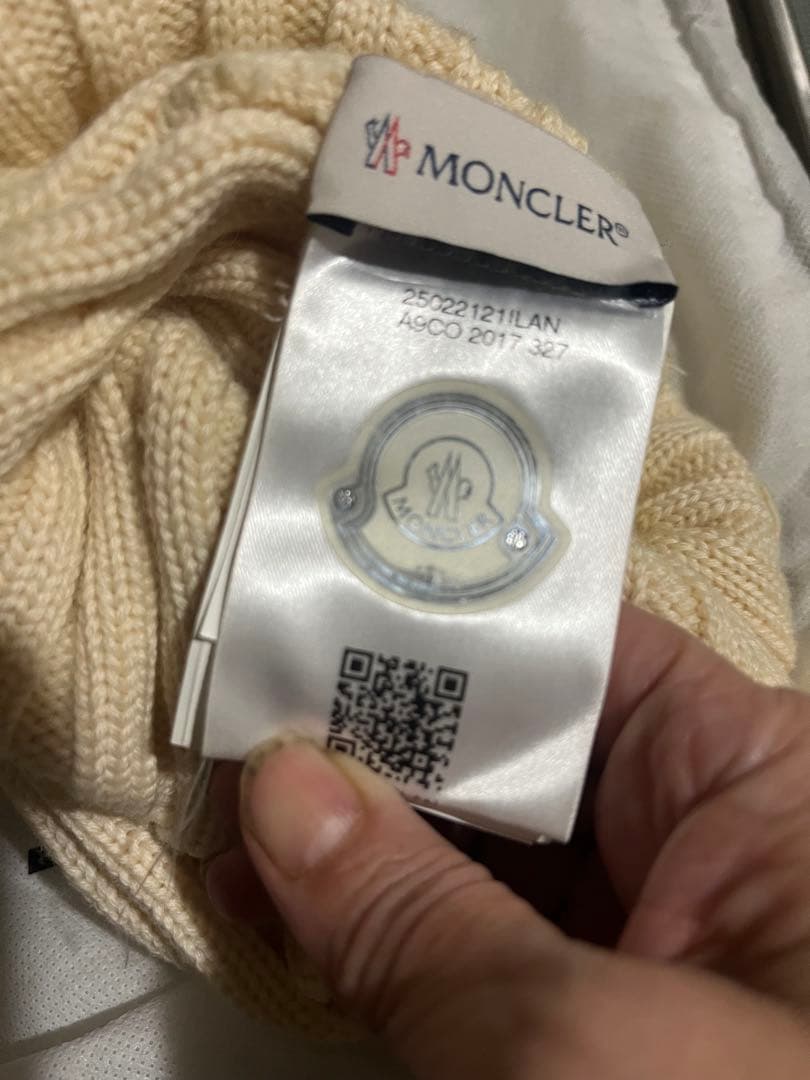 MONCLER®
25022121ILAN
A9CO 2017 327
MONCLER